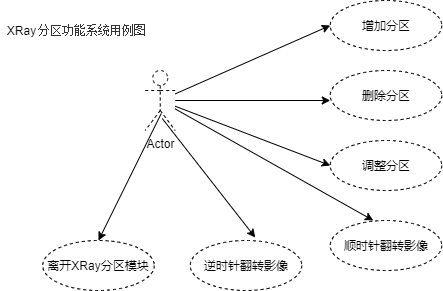 XRay分区功能系统用例图
增加分区
删除分区
调整分区
Actor
顺时针翻转影像
离开XRay分区模块
逆时针翻转影像